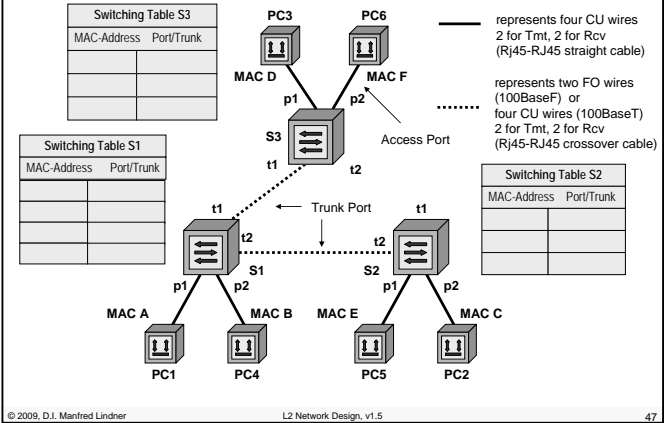 Switching Table S3
MAC-Address Port/Trunk
PC3
PC6
MAC D
MAC F
p1
p2
S3
t1
t2
Access Port
represents four CU wires
2 for Tmt, 2 for Rcv
(Rj45-RJ45 straight cable)
represents two FO wires
(100BaseF) or
four CU wires (100BaseT)
2 for Tmt, 2 for Rcv
(Rj45-RJ45 crossover cable)
Switching Table S1
MAC-Address Port/Trunk
Switching Table S2
MAC-Address Port/Trunk
Trunk Port
t1
t2
S1
p1
p2
t1
t2
S2
p1
p2
MAC A
MAC B
MAC E
MAC C
PC1
PC4
PC5
PC2
© 2009, D.I. Manfred Lindner
L2 Network Design, v1.5
47